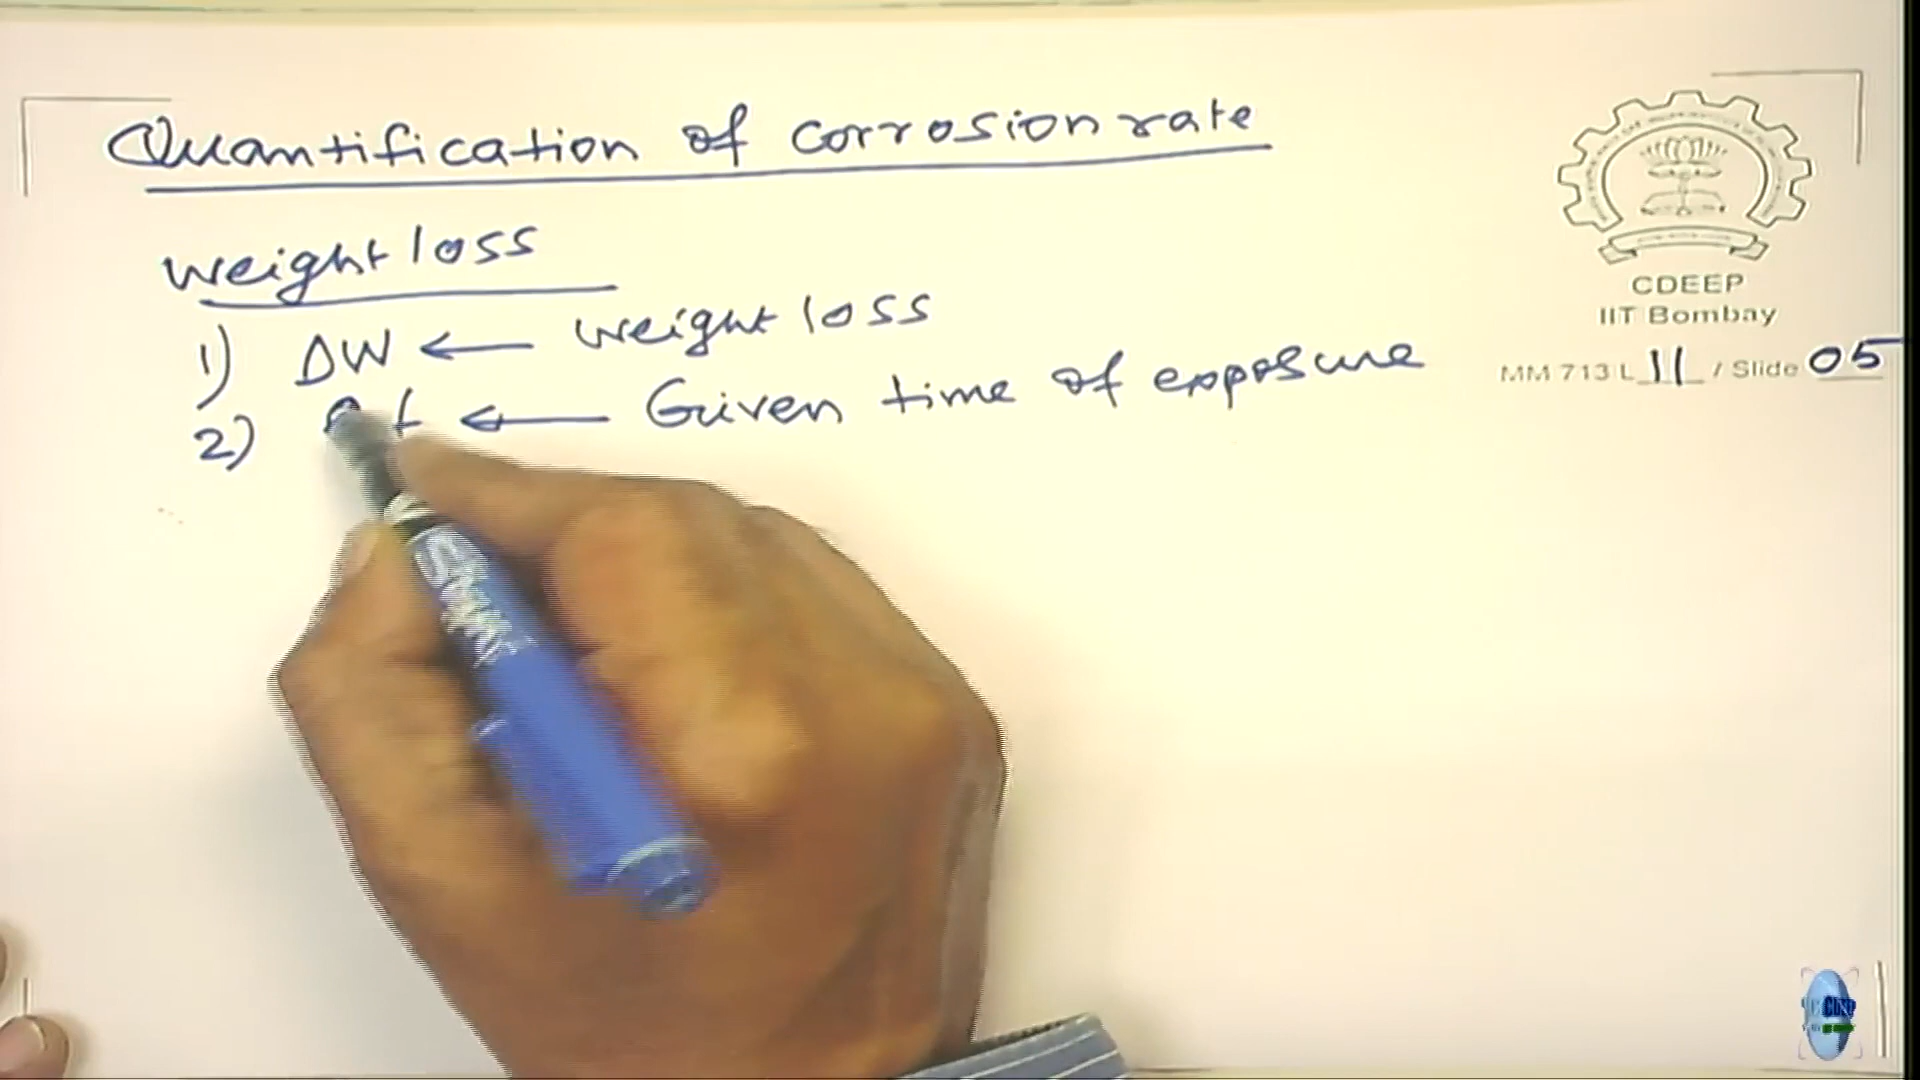 Quantification of corrosion rate
weight loss
1) ΔW ← weight loss
2) t ← Given time of exposure
CDEEP
IIT Bombay
MM 713 L 11 / Slide 05